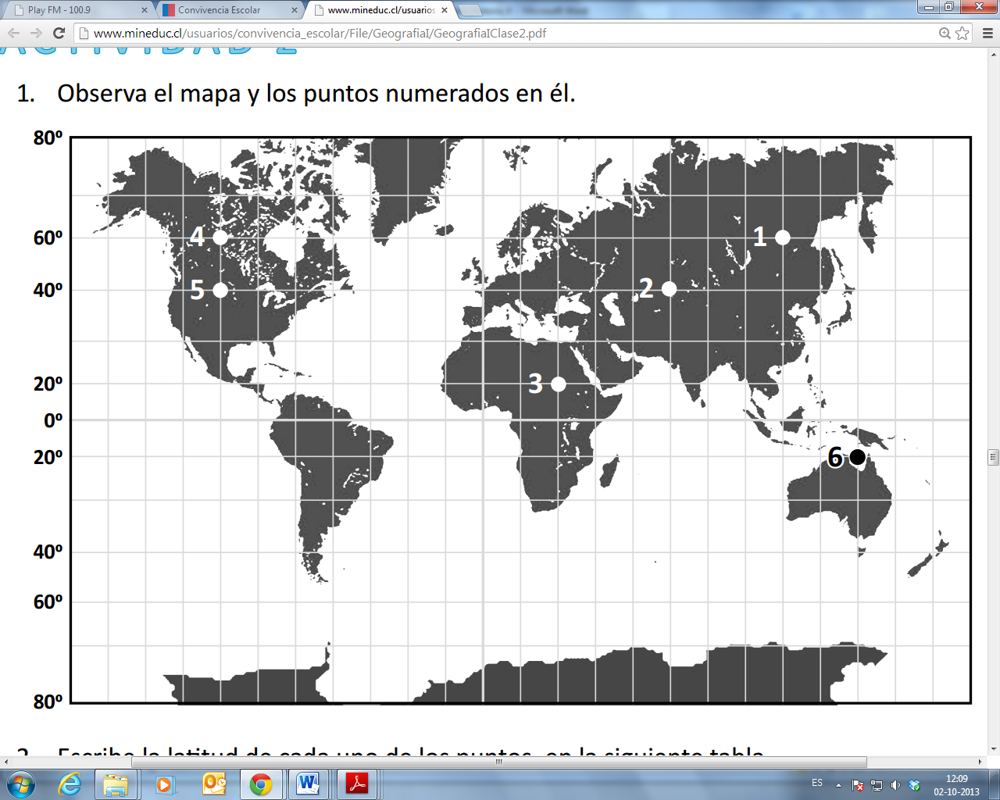 Play FM - 100.9
Convivencia Escolar
www.mineduc.cl/usuarios
www.mineduc.cl/usuarios/convivencia_escolar/File/GeografiaI/GeografiaIClase2.pdf
ACTIVIDAD 2
1. Observa el mapa y los puntos numerados en él.
80º
60º
40º
20º
0º
20º
40º
60º
80º
4
1
5
2
3
6
2. Escribe la latitud de cada uno de los puntos, en la siguiente tabla
ES
12:09
02-10-2013